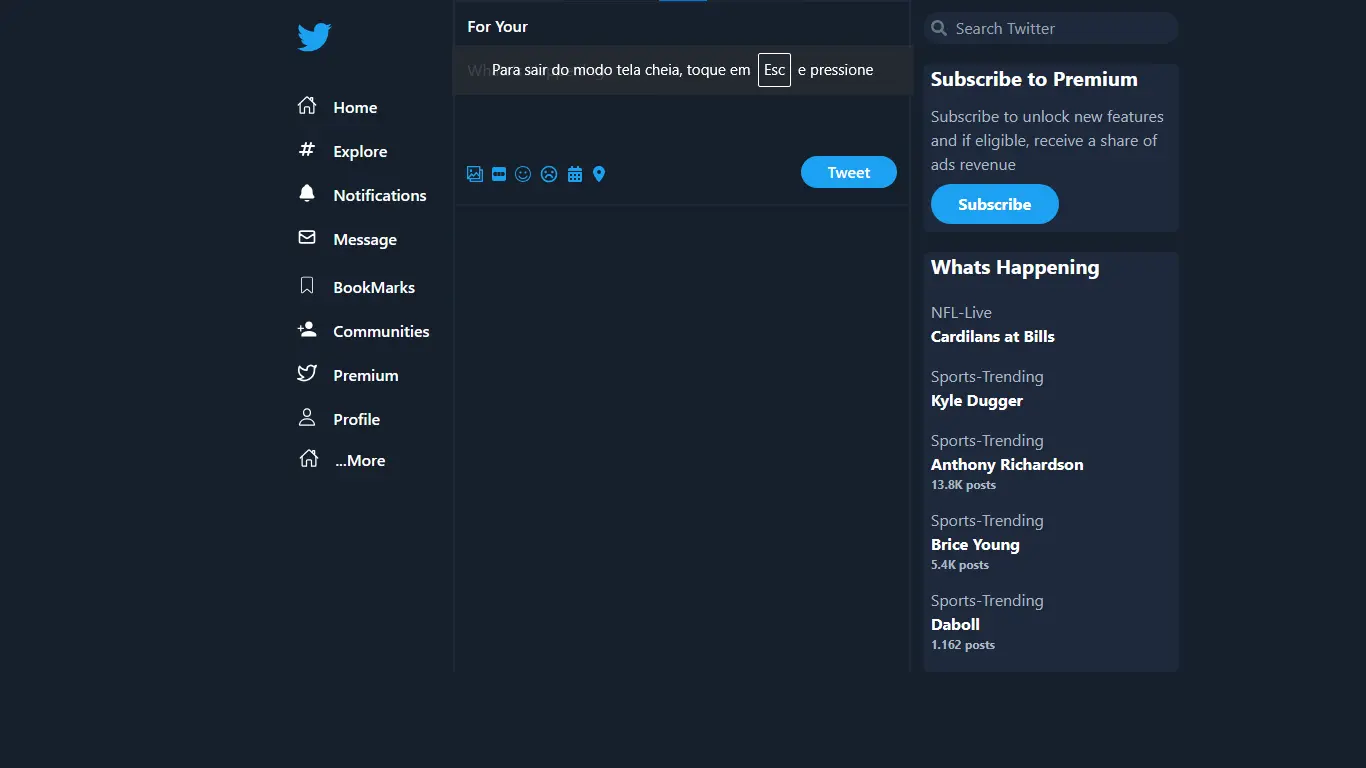 Home
Explore
Notifications
Message
BookMarks
Communities
Premium
Profile
...More
For Your
Para sair do modo tela cheia, toque em Esc e pressione
Tweet
Search Twitter
Subscribe to Premium
Subscribe to unlock new features
and if eligible, receive a share of
ads revenue
Subscribe
Whats Happening
NFL-Live
Cardilans at Bills
Sports-Trending
Kyle Dugger
Sports-Trending
Anthony Richardson
13.8K posts
Sports-Trending
Brice Young
5.4K posts
Sports-Trending
Daboll
1.162 posts